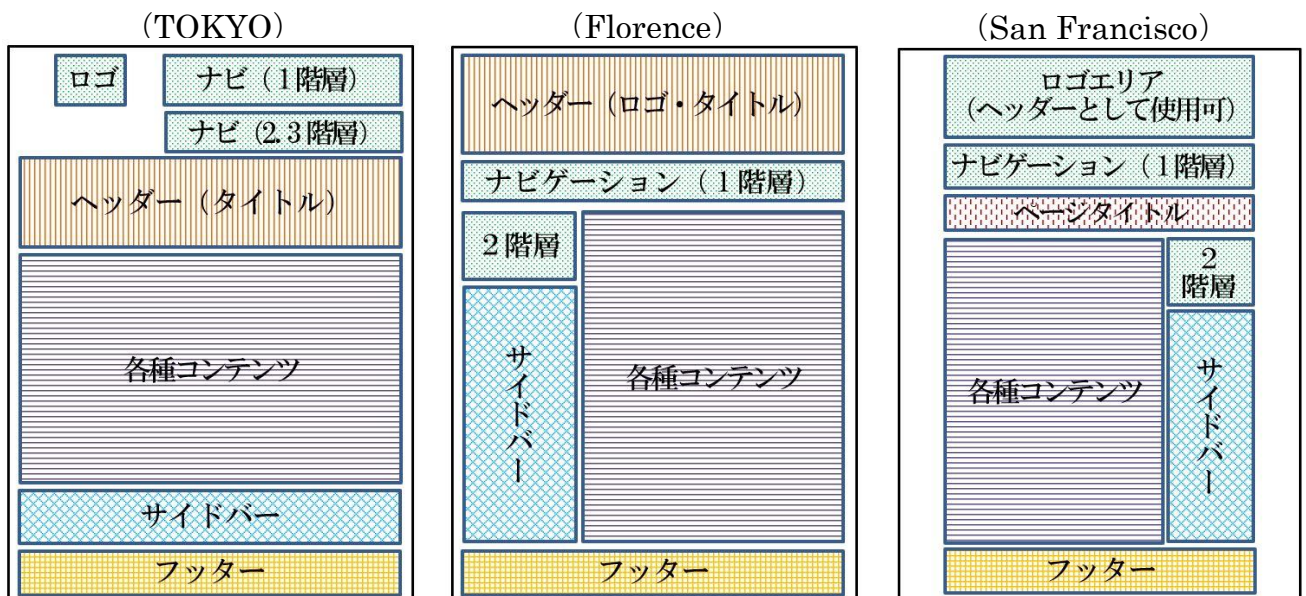 （TOKYO）
ロゴ
ナビ（１階層）
ナビ（2.3階層）
ヘッダー（タイトル）
各種コンテンツ
サイドバー
フッター
（Florence）
ヘッダー（ロゴ・タイトル）
ナビゲーション（１階層）
２階層
サイドバー
各種コンテンツ
フッター
（San Francisco）
ロゴエリア
（ヘッダーとして使用可）
ナビゲーション（１階層）
ページタイトル
各種コンテンツ
２
階層
サイドバー
フッター